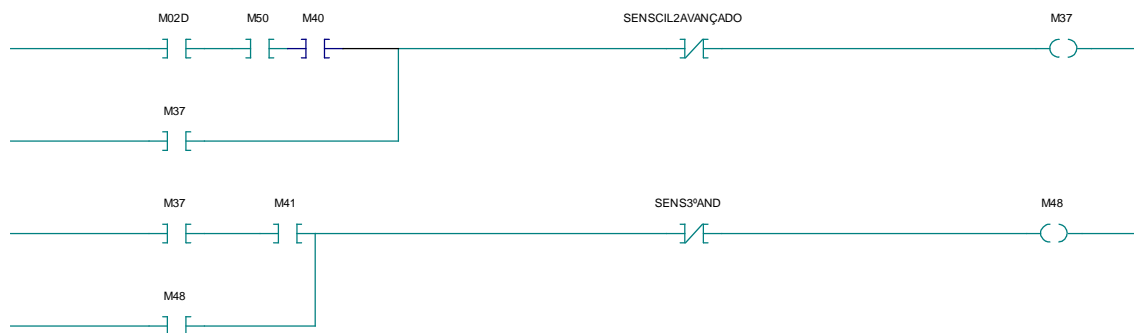 M02D M50 M40 SENSCIL2AVANÇADO M37
M37
M37 M41 SENS3ºAND M48
M48